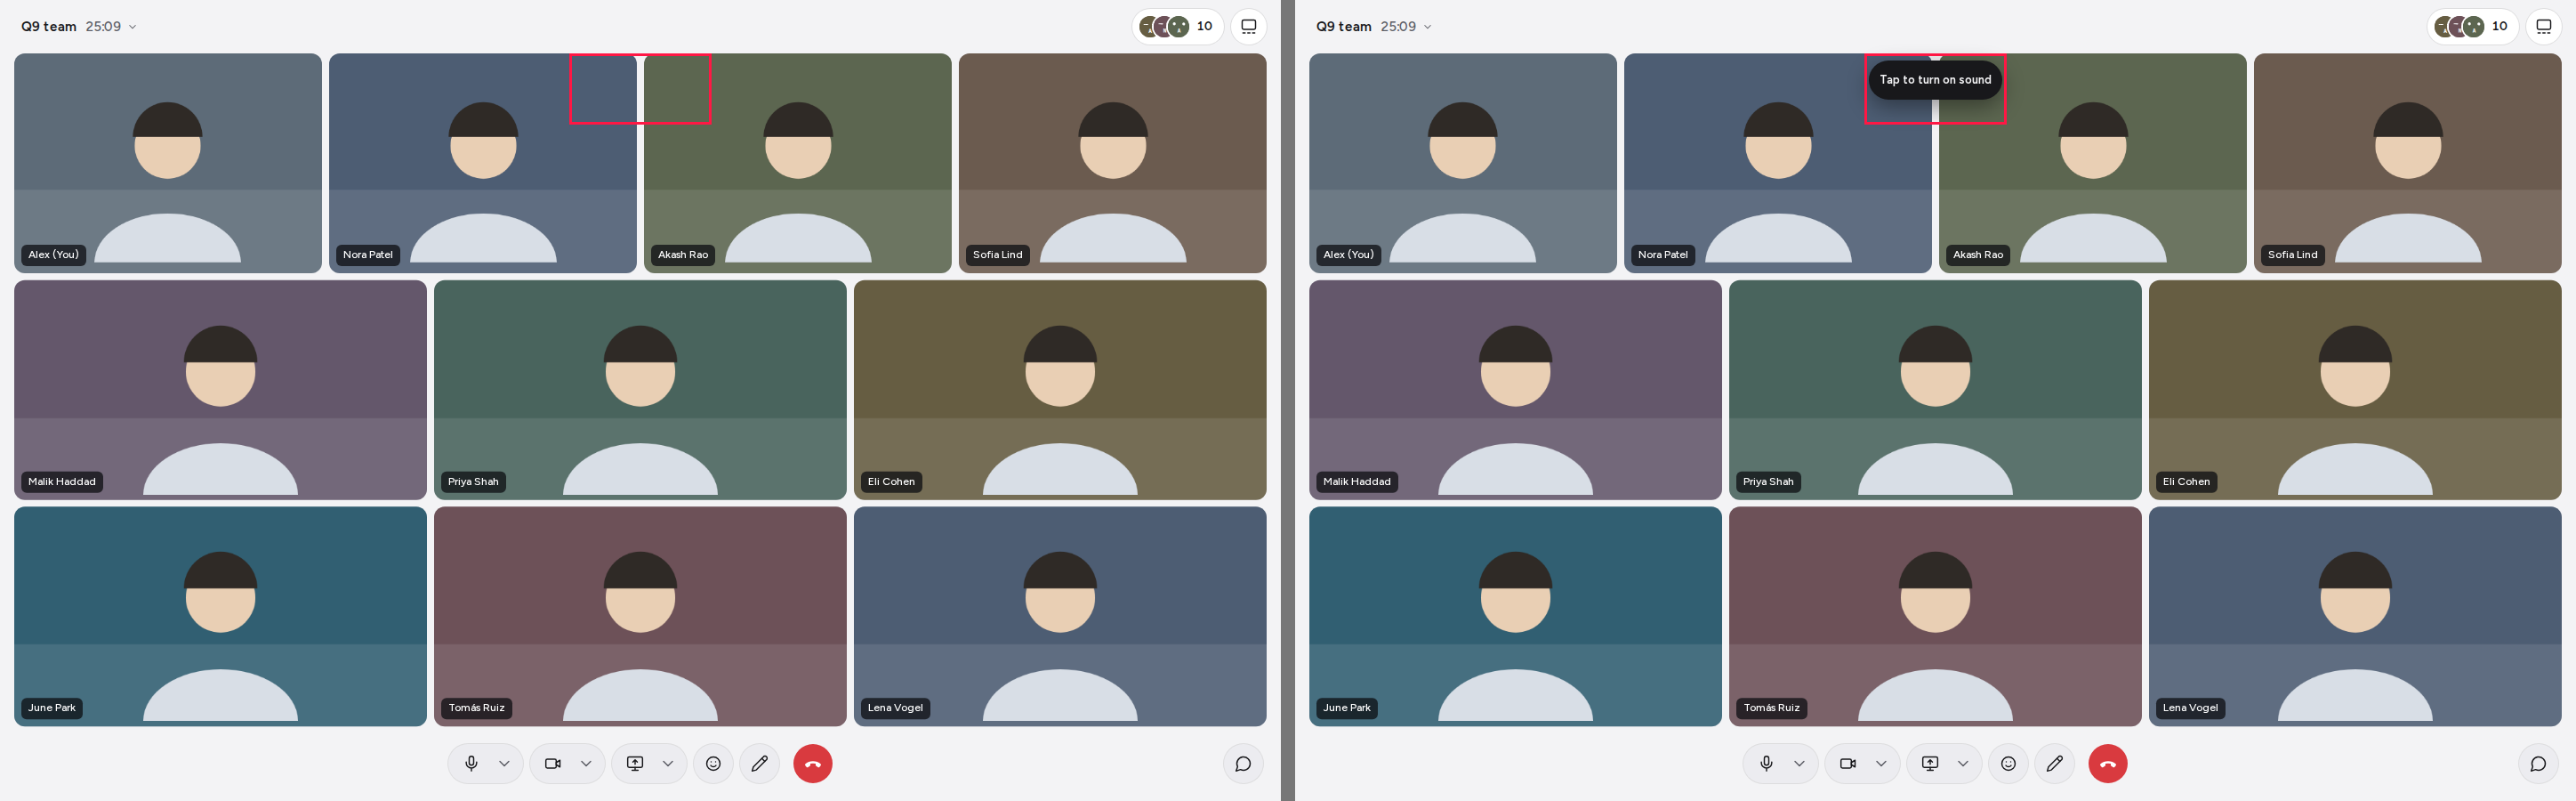 Q9 team 25:09
10
Alex (You)
Nora Patel
Akash Rao
Sofia Lind
Malik Haddad
Priya Shah
Eli Cohen
June Park
Tomás Ruiz
Lena Vogel
Q9 team 25:09
10
Tap to turn on sound
Alex (You)
Nora Patel
Akash Rao
Sofia Lind
Malik Haddad
Priya Shah
Eli Cohen
June Park
Tomás Ruiz
Lena Vogel